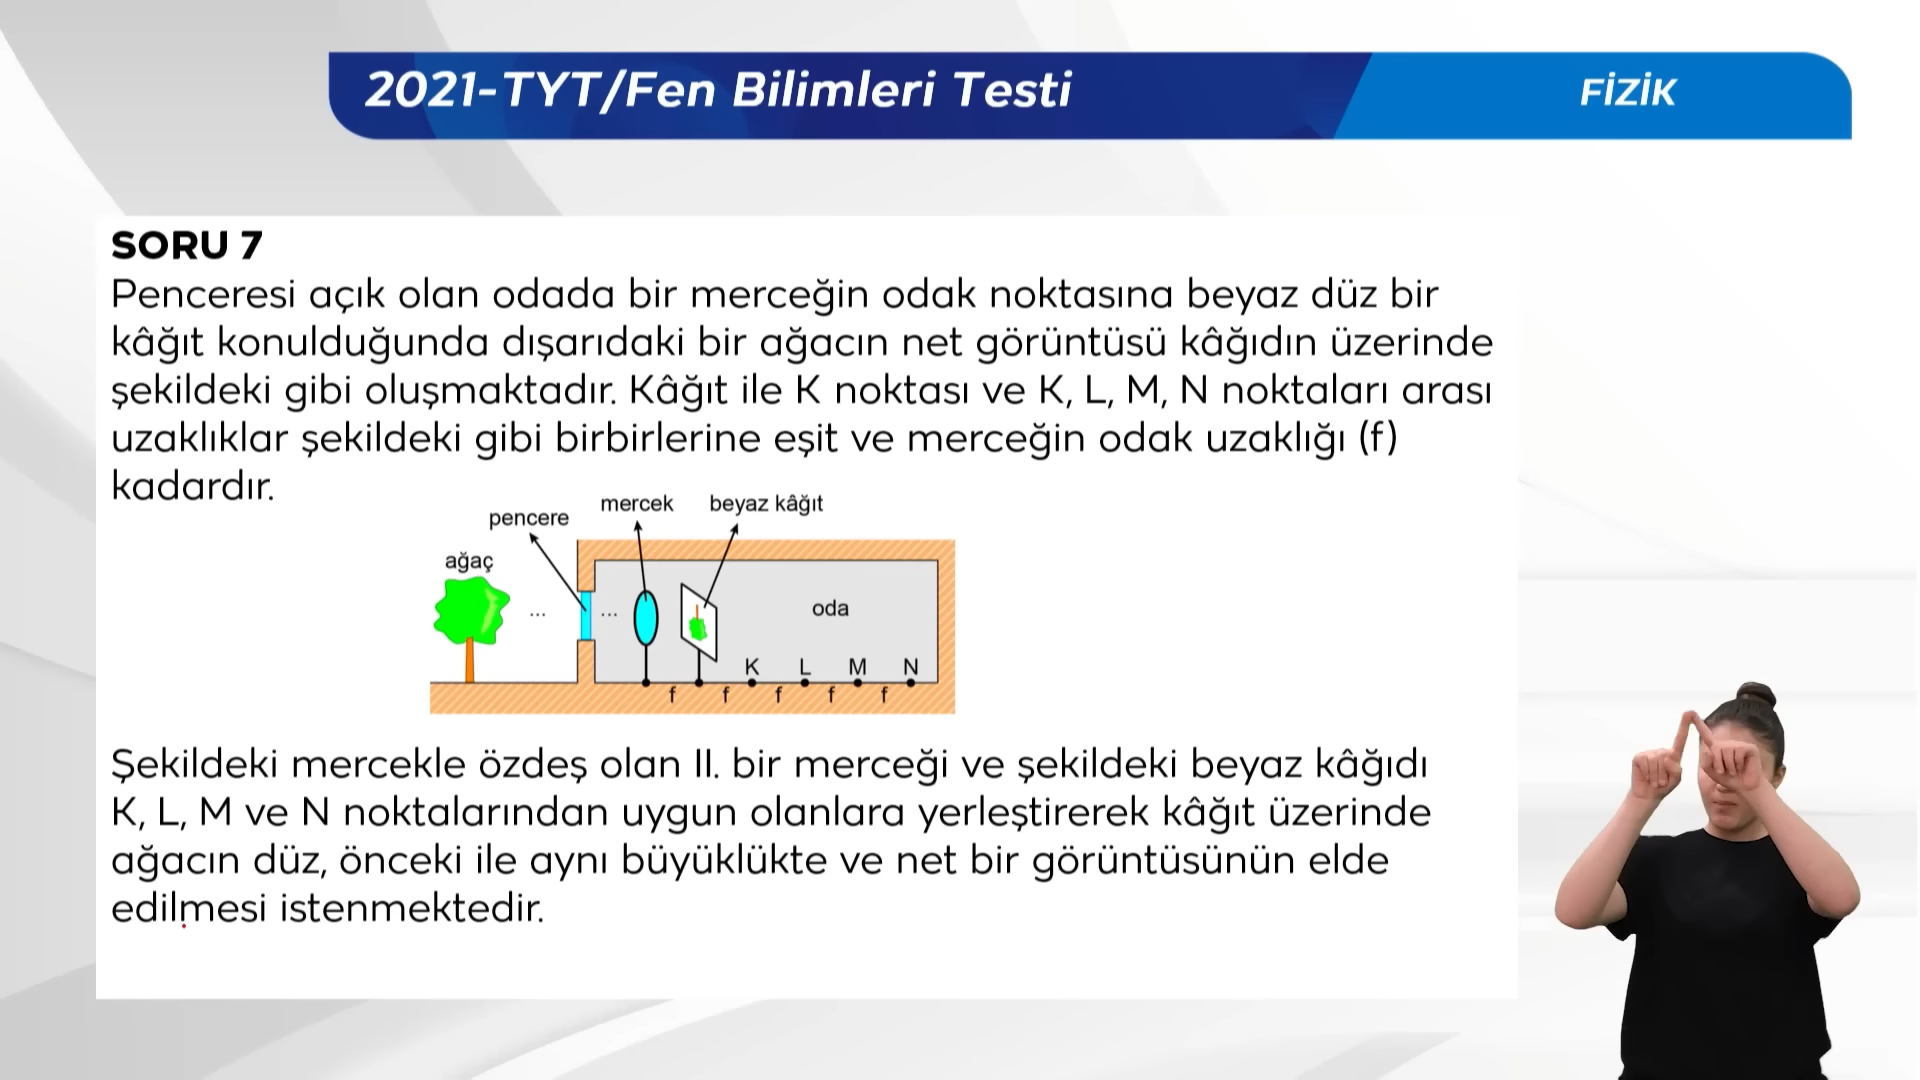 2021-TYT/Fen Bilimleri Testi
FİZİK
SORU 7
Penceresi açık olan odada bir merceğin odak noktasına beyaz düz bir
kâğıt konulduğunda dışarıdaki bir ağacın net görüntüsü kâğıdın üzerinde
şekildeki gibi oluşmaktadır. Kâğıt ile K noktası ve K, L, M, N noktaları arası
uzaklıklar şekildeki gibi birbirlerine eşit ve merceğin odak uzaklığı (f)
kadardır.
mercek beyaz kâğıt
pencere
ağaç
... ... oda
K L M N
f f f f f
Şekildeki mercekle özdeş olan II. bir merceği ve şekildeki beyaz kâğıdı
K, L, M ve N noktalarından uygun olanlara yerleştirerek kâğıt üzerinde
ağacın düz, önceki ile aynı büyüklükte ve net bir görüntüsünün elde
edilmesi istenmektedir.